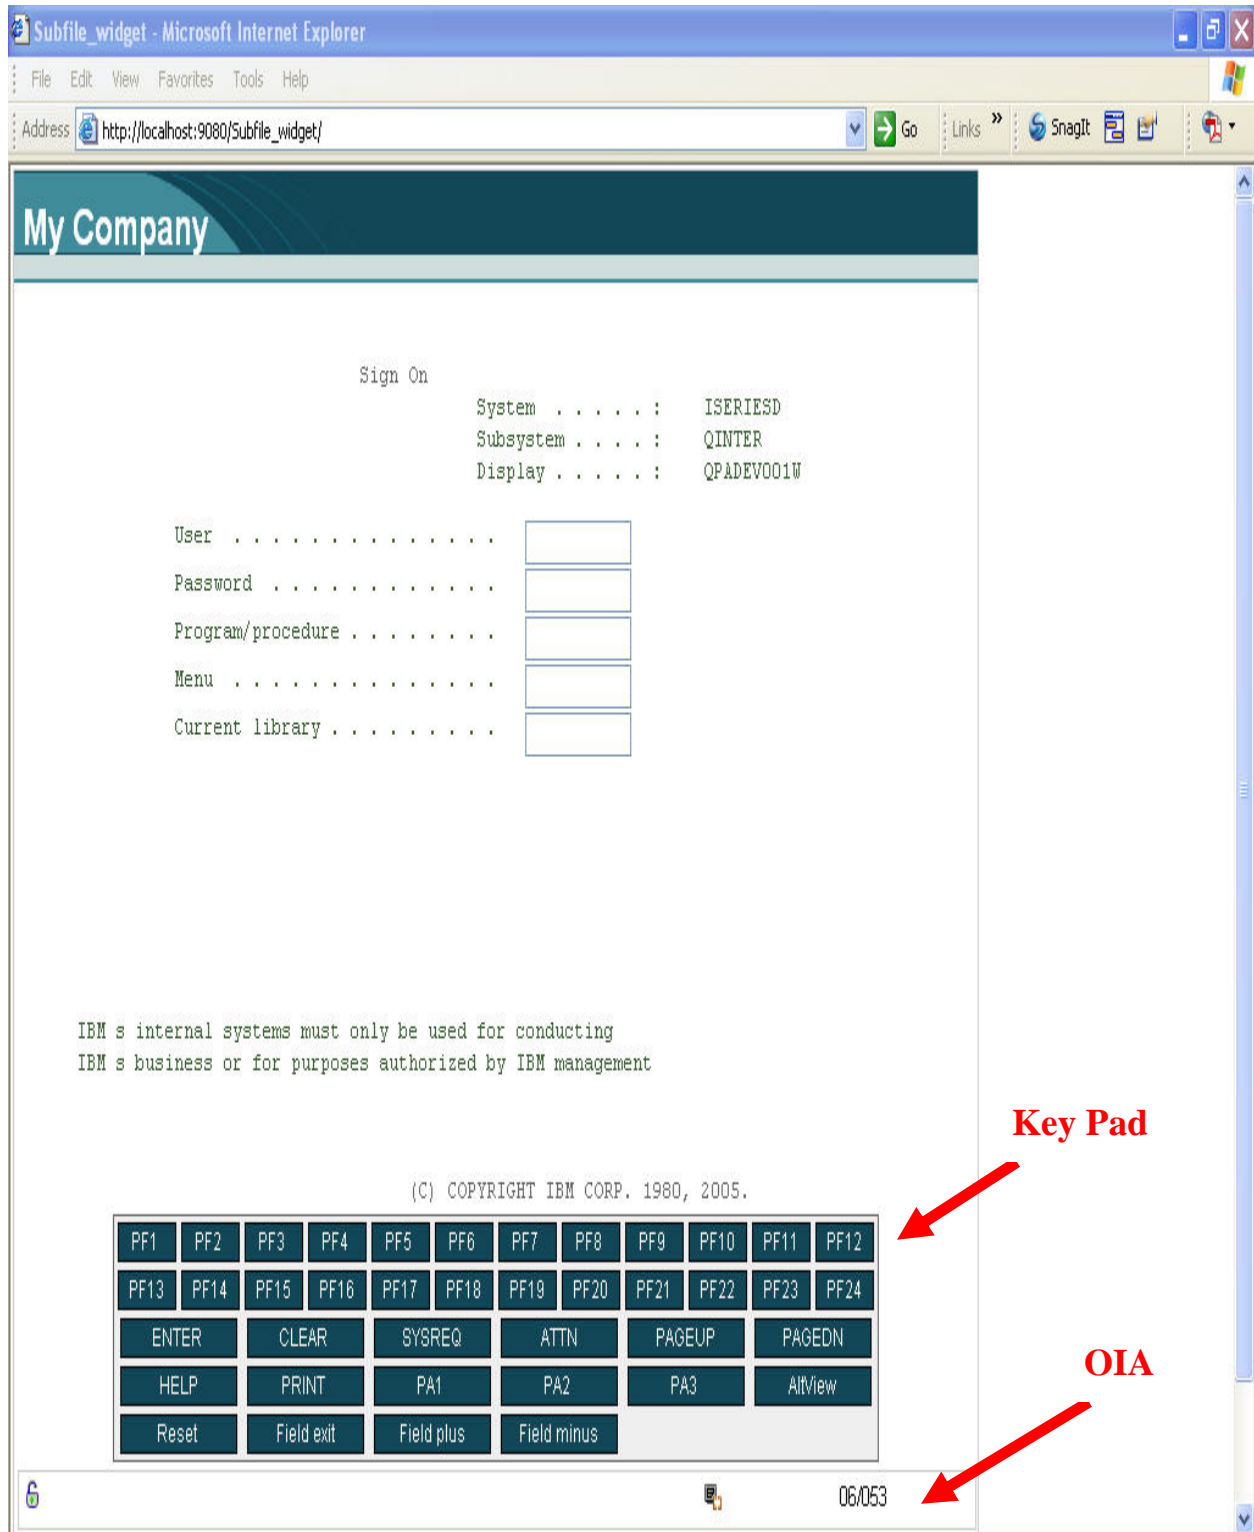 Subfile_widget - Microsoft Internet Explorer
File Edit View Favorites Tools Help
Address http://localhost:9080/Subfile_widget/ Go Links » SnagIt
My Company
Sign On
System . . . . . : ISERIESD
Subsystem . . . . : QINTER
Display . . . . . : QPADEV001W
User . . . . . . . . . . . . . .
Password . . . . . . . . . . . .
Program/procedure . . . . . . . .
Menu . . . . . . . . . . . . . .
Current library . . . . . . . . .
IBM s internal systems must only be used for conducting
IBM s business or for purposes authorized by IBM management
Key Pad
(C) COPYRIGHT IBM CORP. 1980, 2005.
PF1 PF2 PF3 PF4 PF5 PF6 PF7 PF8 PF9 PF10 PF11 PF12
PF13 PF14 PF15 PF16 PF17 PF18 PF19 PF20 PF21 PF22 PF23 PF24
ENTER CLEAR SYSREQ ATTN PAGEUP PAGEDN
OIA
HELP PRINT PA1 PA2 PA3 AltView
Reset Field exit Field plus Field minus
06/053